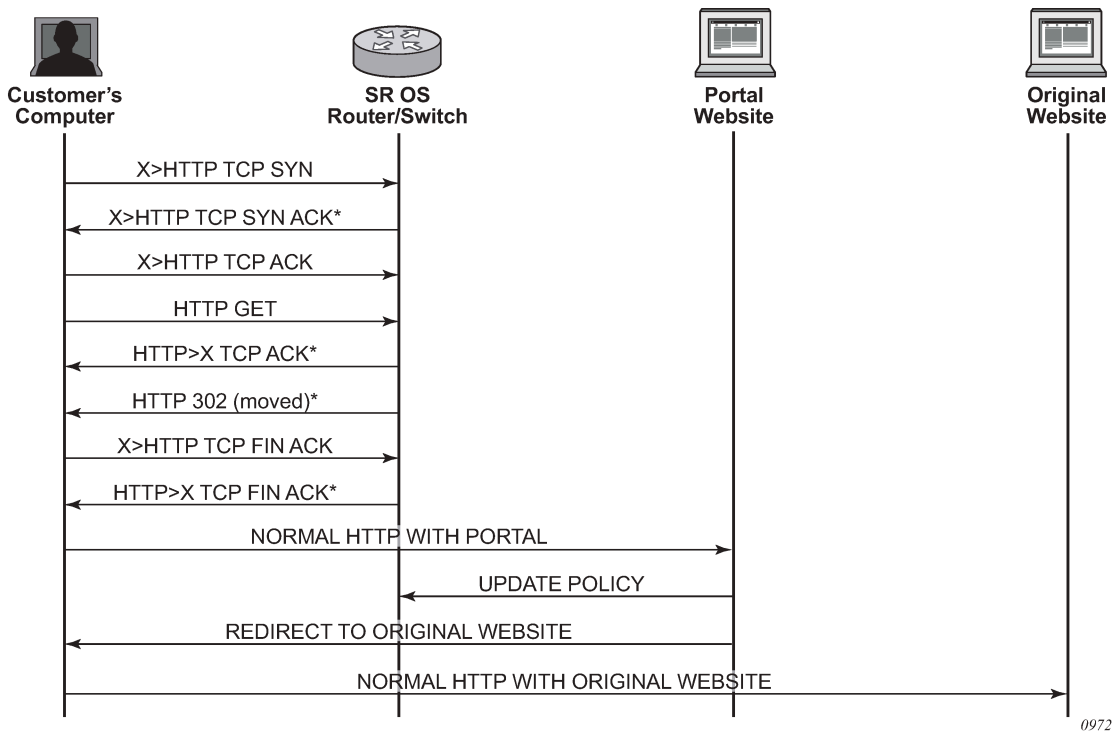 Customer's
Computer
SR OS
Router/Switch
Portal
Website
Original
Website
X>HTTP TCP SYN
X>HTTP TCP SYN ACK*
X>HTTP TCP ACK
HTTP GET
HTTP>X TCP ACK*
HTTP 302 (moved)*
X>HTTP TCP FIN ACK
HTTP>X TCP FIN ACK*
NORMAL HTTP WITH PORTAL
UPDATE POLICY
REDIRECT TO ORIGINAL WEBSITE
NORMAL HTTP WITH ORIGINAL WEBSITE
0972